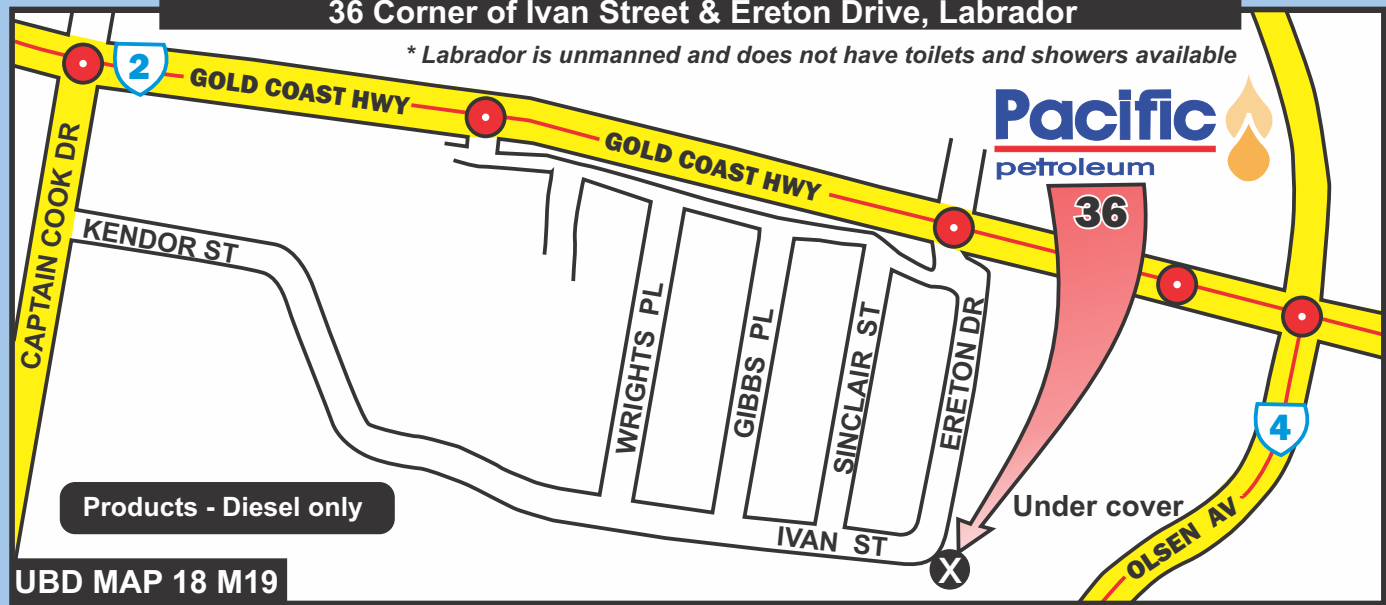 36 Corner of Ivan Street & Ereton Drive, Labrador
* Labrador is unmanned and does not have toilets and showers available
2
GOLD COAST HWY
GOLD COAST HWY
Pacific
petroleum
36
CAPTAIN COOK DR
KENDOR ST
WRIGHTS PL
GIBBS PL
SINCLAIR ST
ERETON DR
4
Under cover
Products - Diesel only
IVAN ST
X
OLSEN AV
UBD MAP 18 M19